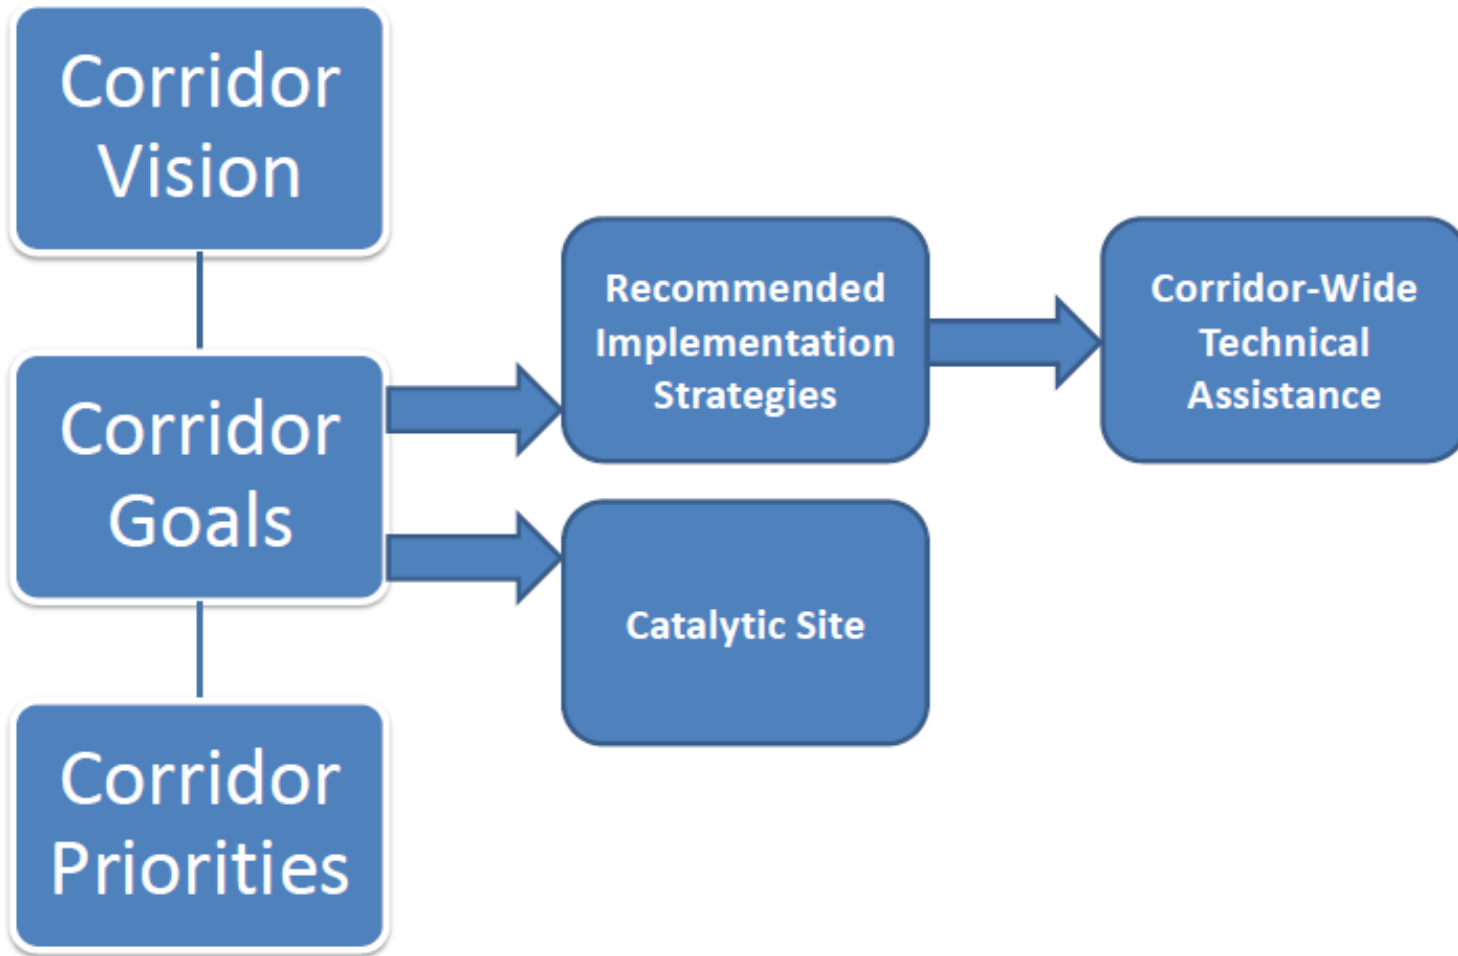 Corridor
Vision
Corridor
Goals
Corridor
Priorities
Recommended
Implementation
Strategies
Catalytic Site
Corridor-Wide
Technical
Assistance